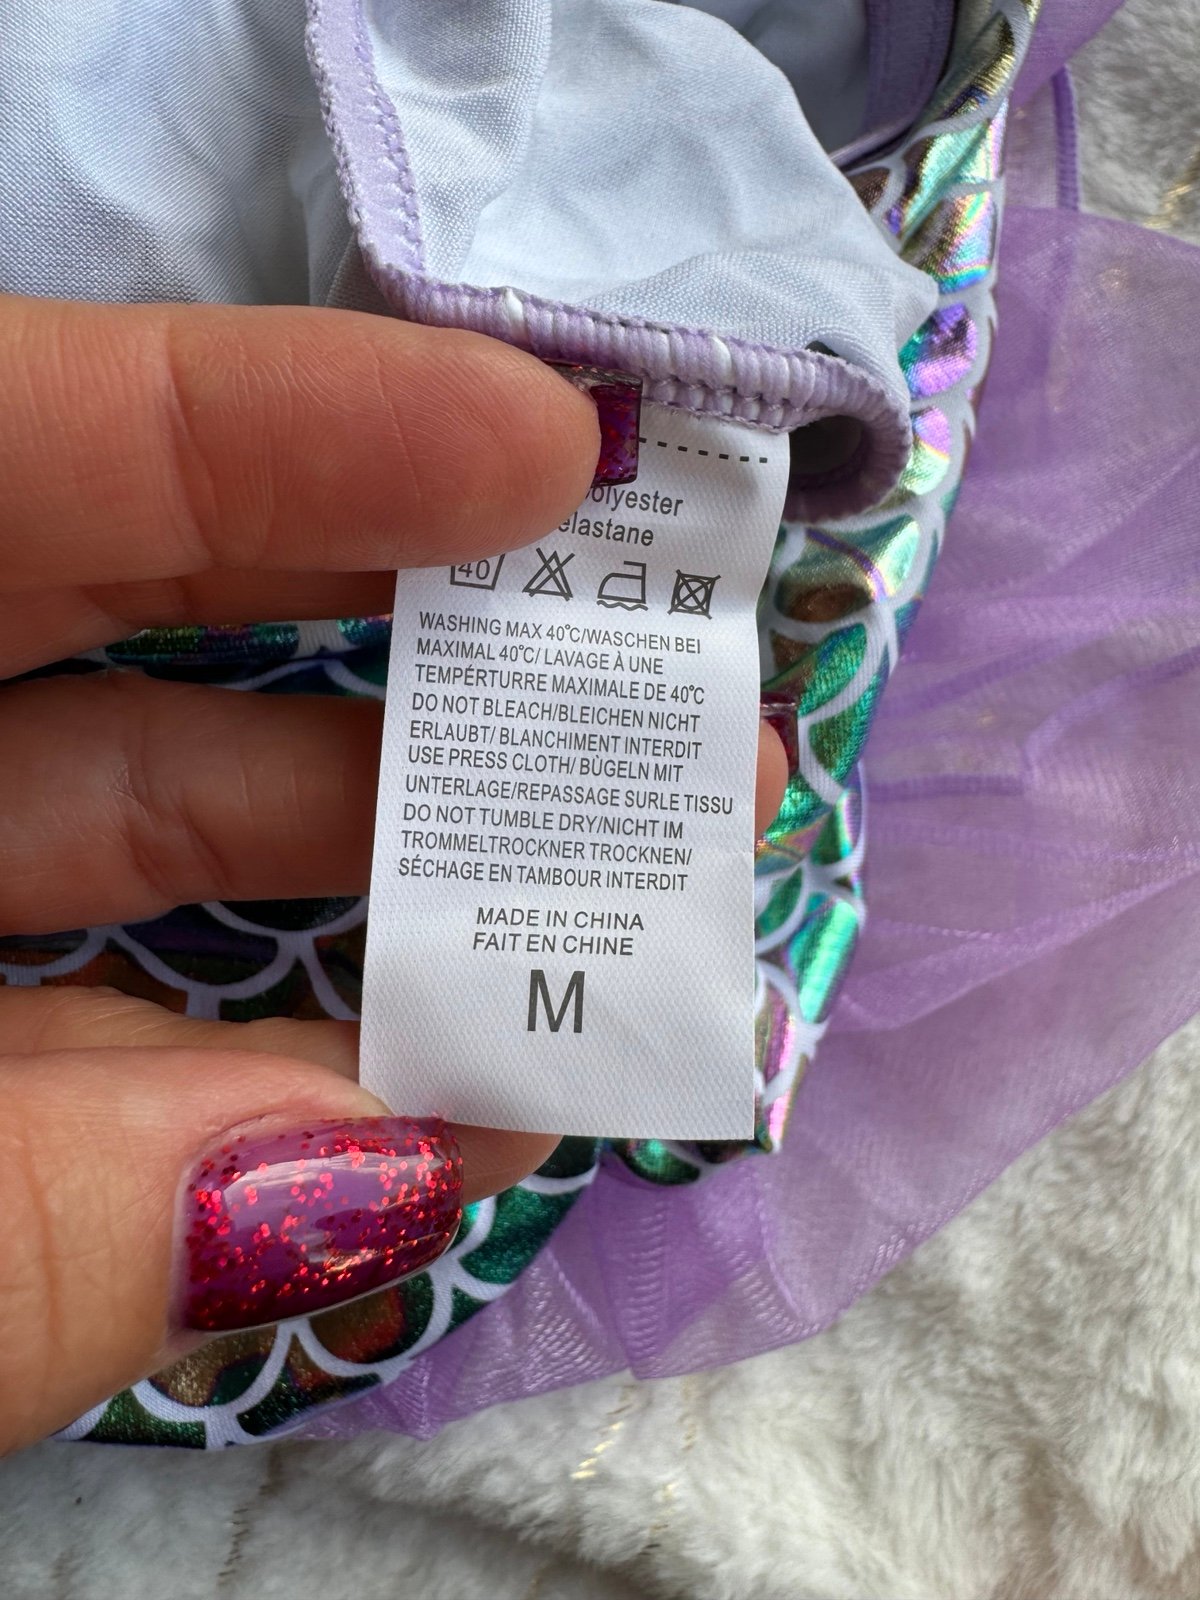 olyester
elastane
40
WASHING MAX 40°C/WASCHEN BEI
MAXIMAL 40°C/ LAVAGE À UNE
TEMPÉRTURRE MAXIMALE DE 40°C
DO NOT BLEACH/BLEICHEN NICHT
ERLAUBT/ BLANCHIMENT INTERDIT
USE PRESS CLOTH/ BÙGELN MIT
UNTERLAGE/REPASSAGE SURLE TISSU
DO NOT TUMBLE DRY/NICHT IM
TROMMELTROCKNER TROCKNEN/
SÉCHAGE EN TAMBOUR INTERDIT
MADE IN CHINA
FAIT EN CHINE
M